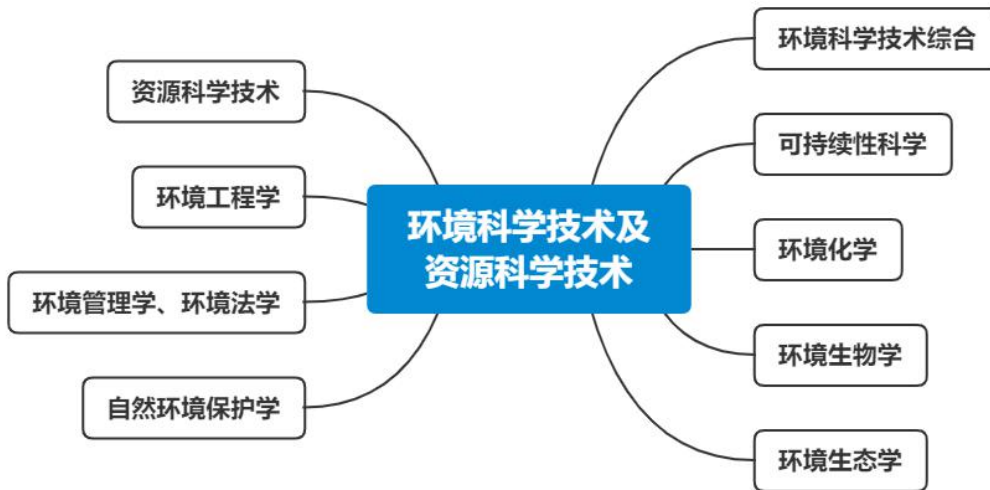 环境科学技术及
资源科学技术
环境科学技术综合
可持续性科学
环境化学
环境生物学
环境生态学
资源科学技术
环境工程学
环境管理学、环境法学
自然环境保护学